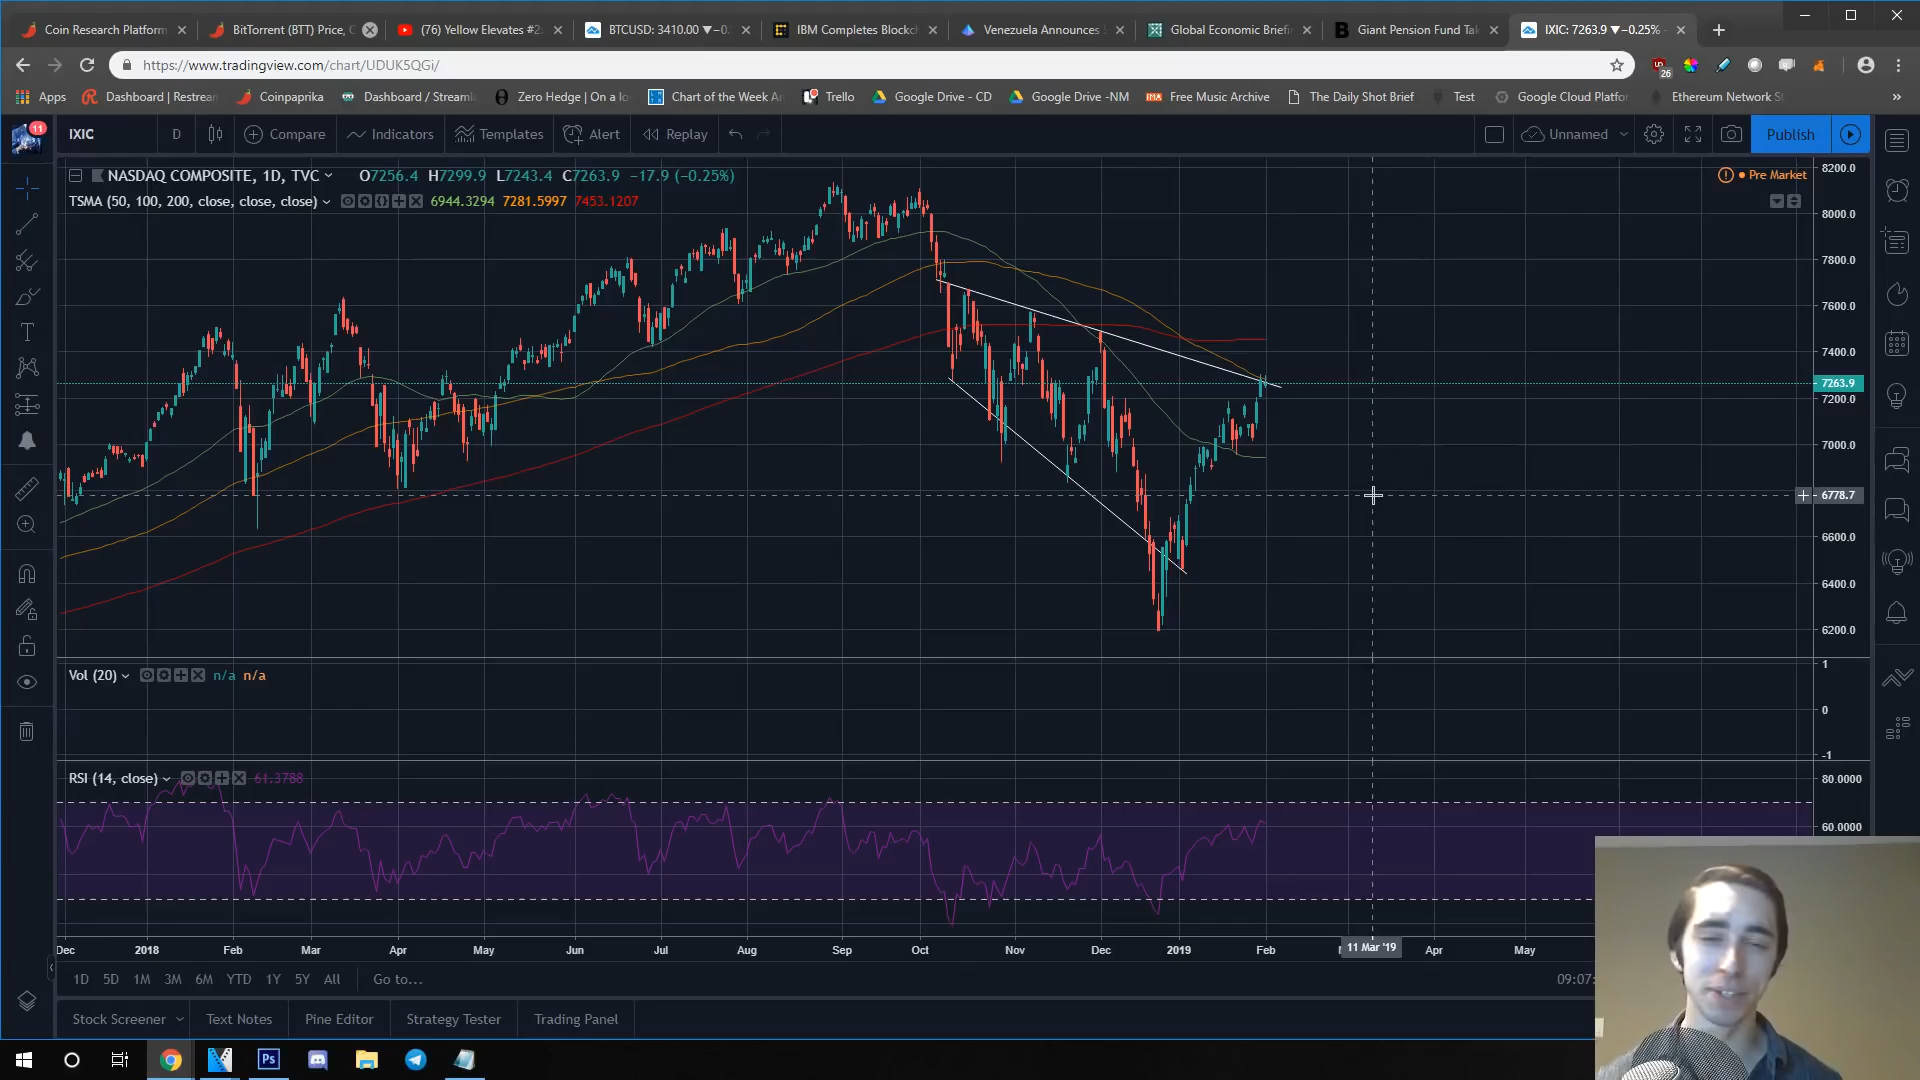 Coin Research Platform
BitTorrent (BTT) Price, C
(76) Yellow Elevates #2
BTCUSD: 3410.00 ▼−0.
IBM Completes Blockch
Venezuela Announces
Global Economic Briefin
Giant Pension Fund Tak
IXIC: 7263.9 ▼−0.25%
https://www.tradingview.com/chart/UDUK5QGi/
26
Apps
Dashboard | Restrean
Coinpaprika
Dashboard / Streaml
Zero Hedge | On a lo
Chart of the Week Ar
Trello
Google Drive - CD
Google Drive -NM
IMA
Free Music Archive
The Daily Shot Brief
Test
Google Cloud Platfor
Ethereum Network St
»
11
IXIC
D
Compare
Indicators
Templates
Alert
Replay
Unnamed
Publish
NASDAQ COMPOSITE, 1D, TVC
O7256.4 H7299.9 L7243.4 C7263.9 −17.9 (−0.25%)
Pre Market
TSMA (50, 100, 200, close, close, close)
6944.3294 7281.5997 7453.1207
8200.0
8000.0
7800.0
7600.0
7400.0
7263.9
7200.0
7000.0
6778.7
6600.0
6400.0
6200.0
Vol (20)
n/a n/a
1
0
-1
RSI (14, close)
61.3788
80.0000
60.0000
Dec 2018 Feb Mar Apr May Jun Jul Aug Sep Oct Nov Dec 2019 Feb 11 Mar '19 Apr May
1D 5D 1M 3M 6M YTD 1Y 5Y All
Go to...
09:07:
Stock Screener
Text Notes
Pine Editor
Strategy Tester
Trading Panel
Ps